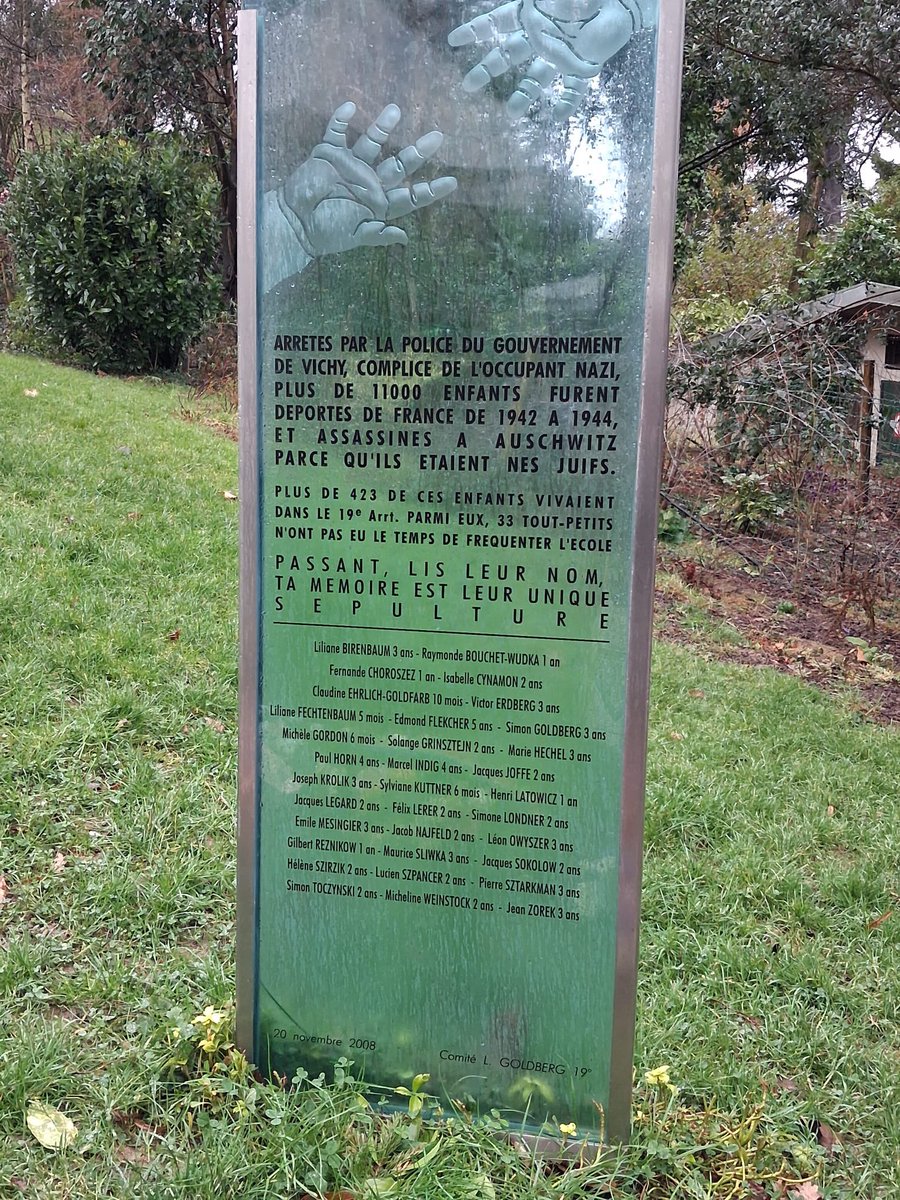 ARRETES PAR LA POLICE DU GOUVERNEMENT
DE VICHY, COMPLICE DE L'OCCUPANT NAZI,
PLUS DE 11000 ENFANTS FURENT
DEPORTES DE FRANCE DE 1942 A 1944,
ET ASSASSINES A AUSCHWITZ
PARCE QU'ILS ETAIENT NES JUIFS.
PLUS DE 423 DE CES ENFANTS VIVAIENT
DANS LE 19e Arrt. PARMI EUX, 33 TOUT-PETITS
N'ONT PAS EU LE TEMPS DE FREQUENTER L'ECOLE
PASSANT, LIS LEUR NOM,
TA MEMOIRE EST LEUR UNIQUE
SEPULTURE
Liliane BIRENBAUM 3 ans - Raymonde BOUCHET-WUDKA 1 an
Fernande CHOROSZEZ 1 an - Isabelle CYNAMON 2 ans
Claudine EHRLICH-GOLDFARB 10 mois - Victor ERDBERG 3 ans
Liliane FECHTENBAUM 5 mois - Edmond FLEKCHER 5 ans - Simon GOLDBERG 3 ans
Michèle GORDON 6 mois - Solange GRINSZTEJN 2 ans - Marie HECHEL 3 ans
Paul HORN 4 ans - Marcel INDIG 4 ans - Jacques JOFFE 2 ans
Joseph KROLIK 3 ans - Sylviane KUTTNER 6 mois - Henri LATOWICZ 1 an
Jacques LEGARD 2 ans - Félix LERER 2 ans - Simone LONDNER 2 ans
Emile MESINGIER 3 ans - Jacob NAJFELD 2 ans - Léon OWYSZER 3 ans
Gilbert REZNIKOW 1 an - Maurice SLIWKA 3 ans - Jacques SOKOLOW 2 ans
Hélène SZIRZIK 2 ans - Lucien SZPANCER 2 ans - Pierre SZTARKMAN 3 ans
Simon TOCZYNSKI 2 ans - Micheline WEINSTOCK 2 ans - Jean ZOREK 3 ans
20 novembre 2008
Comité L. GOLDBERG 19e